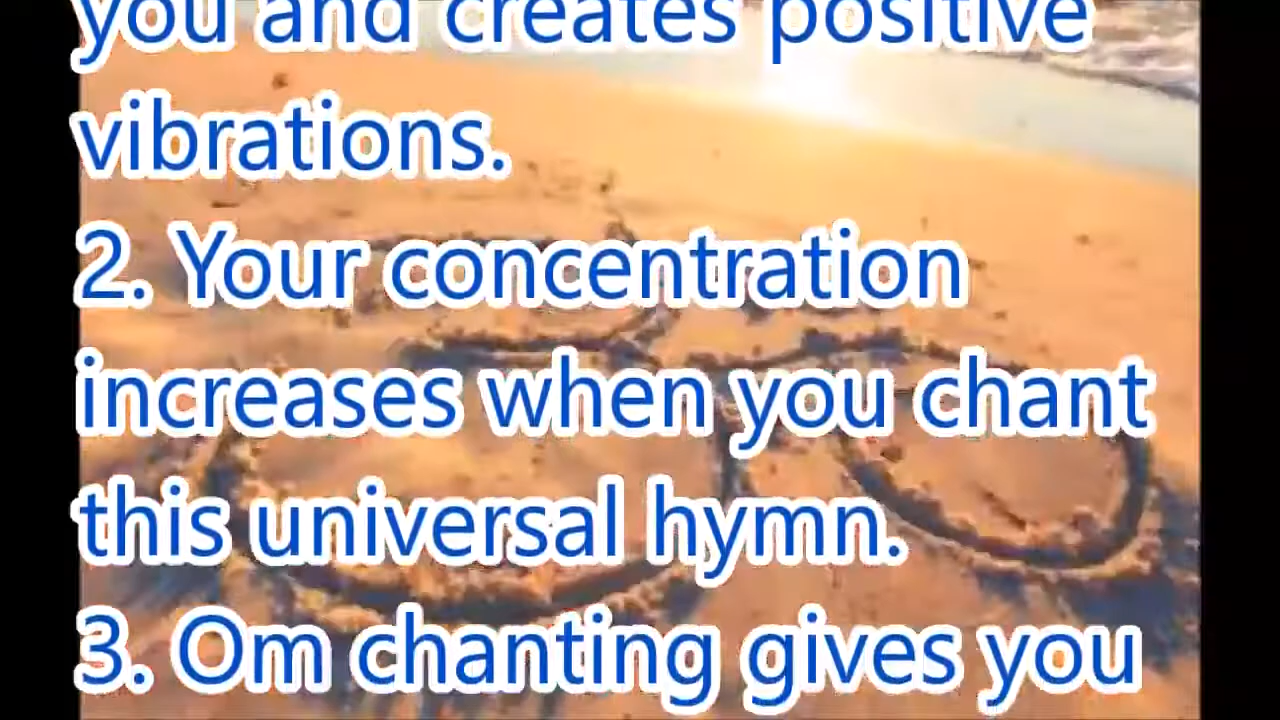 you and creates positive
vibrations.
2. Your concentration
increases when you chant
this universal hymn.
3. Om chanting gives you